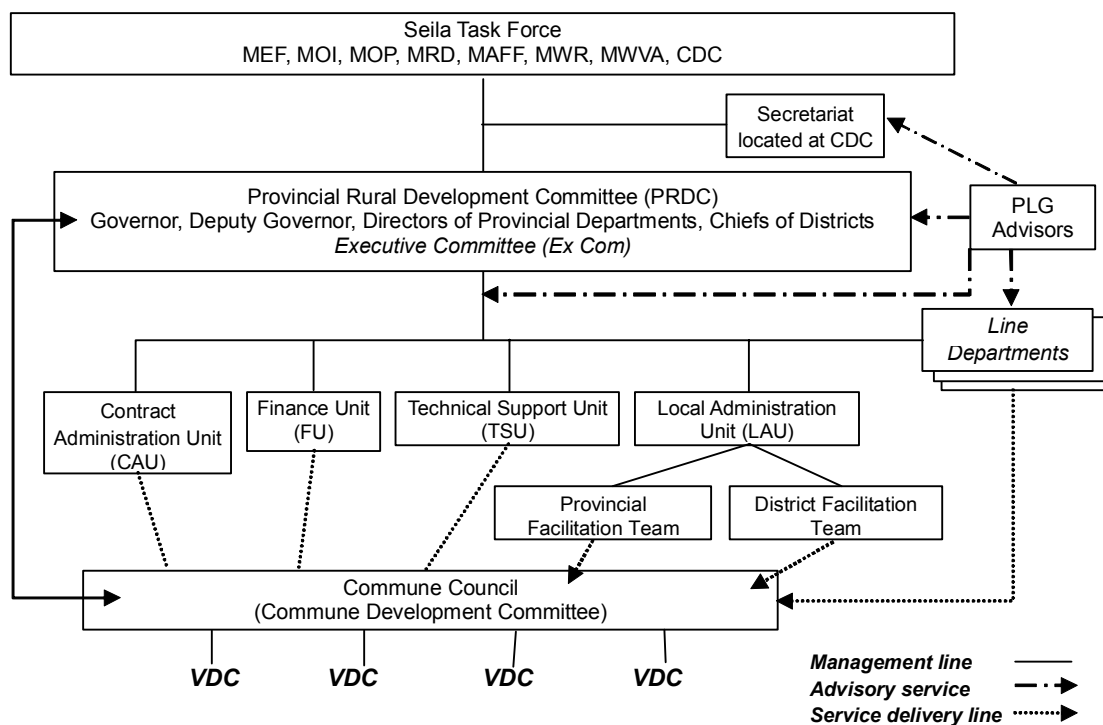 Seila Task Force
MEF, MOI, MOP, MRD, MAFF, MWR, MWVA, CDC
Secretariat
located at CDC
Provincial Rural Development Committee (PRDC)
Governor, Deputy Governor, Directors of Provincial Departments, Chiefs of Districts
Executive Committee (Ex Com)
PLG
Advisors
Line
Departments
Contract
Administration Unit
(CAU)
Finance Unit
(FU)
Technical Support Unit
(TSU)
Local Administration
Unit (LAU)
Provincial
Facilitation Team
District Facilitation
Team
Commune Council
(Commune Development Committee)
VDC
VDC
VDC
VDC
Management line
Advisory service
Service delivery line